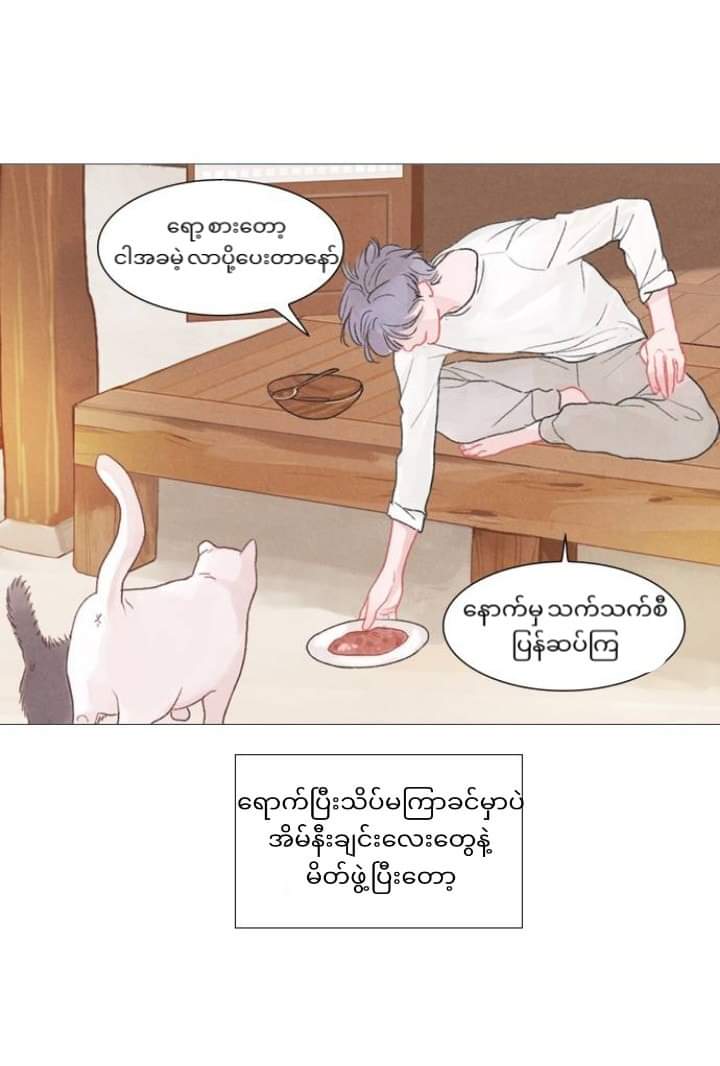 ရော့ စားတော့
ငါအခမဲ့ လာပို့ပေးတာနော်
နောက်မှ သက်သက်စီ
ပြန်ဆပ်ကြ
ရောက်ပြီးသိပ်မကြာခင်မှာပဲ
အိမ်နီးချင်းလေးတွေနဲ့
မိတ်ဖွဲ့ပြီးတော့